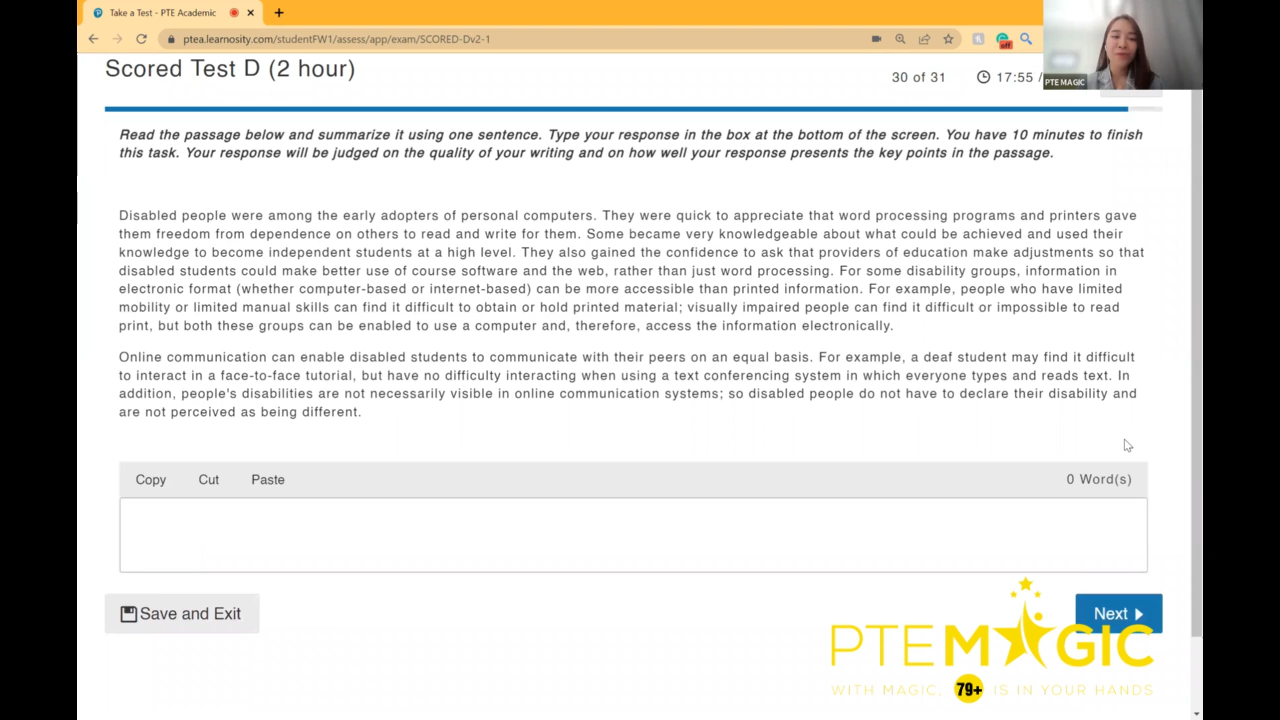 Take a Test - PTE Academic
ptea.learnosity.com/studentFW1/assess/app/exam/SCORED-Dv2-1
off
PTE MAGIC
Scored Test D (2 hour)
30 of 31
17:55 /
Read the passage below and summarize it using one sentence. Type your response in the box at the bottom of the screen. You have 10 minutes to finish
this task. Your response will be judged on the quality of your writing and on how well your response presents the key points in the passage.
Disabled people were among the early adopters of personal computers. They were quick to appreciate that word processing programs and printers gave
them freedom from dependence on others to read and write for them. Some became very knowledgeable about what could be achieved and used their
knowledge to become independent students at a high level. They also gained the confidence to ask that providers of education make adjustments so that
disabled students could make better use of course software and the web, rather than just word processing. For some disability groups, information in
electronic format (whether computer-based or internet-based) can be more accessible than printed information. For example, people who have limited
mobility or limited manual skills can find it difficult to obtain or hold printed material; visually impaired people can find it difficult or impossible to read
print, but both these groups can be enabled to use a computer and, therefore, access the information electronically.
Online communication can enable disabled students to communicate with their peers on an equal basis. For example, a deaf student may find it difficult
to interact in a face-to-face tutorial, but have no difficulty interacting when using a text conferencing system in which everyone types and reads text. In
addition, people's disabilities are not necessarily visible in online communication systems; so disabled people do not have to declare their disability and
are not perceived as being different.
Copy Cut Paste
0 Word(s)
Save and Exit
Next
PTEMAGIC
WITH MAGIC, 79+ IS IN YOUR HANDS